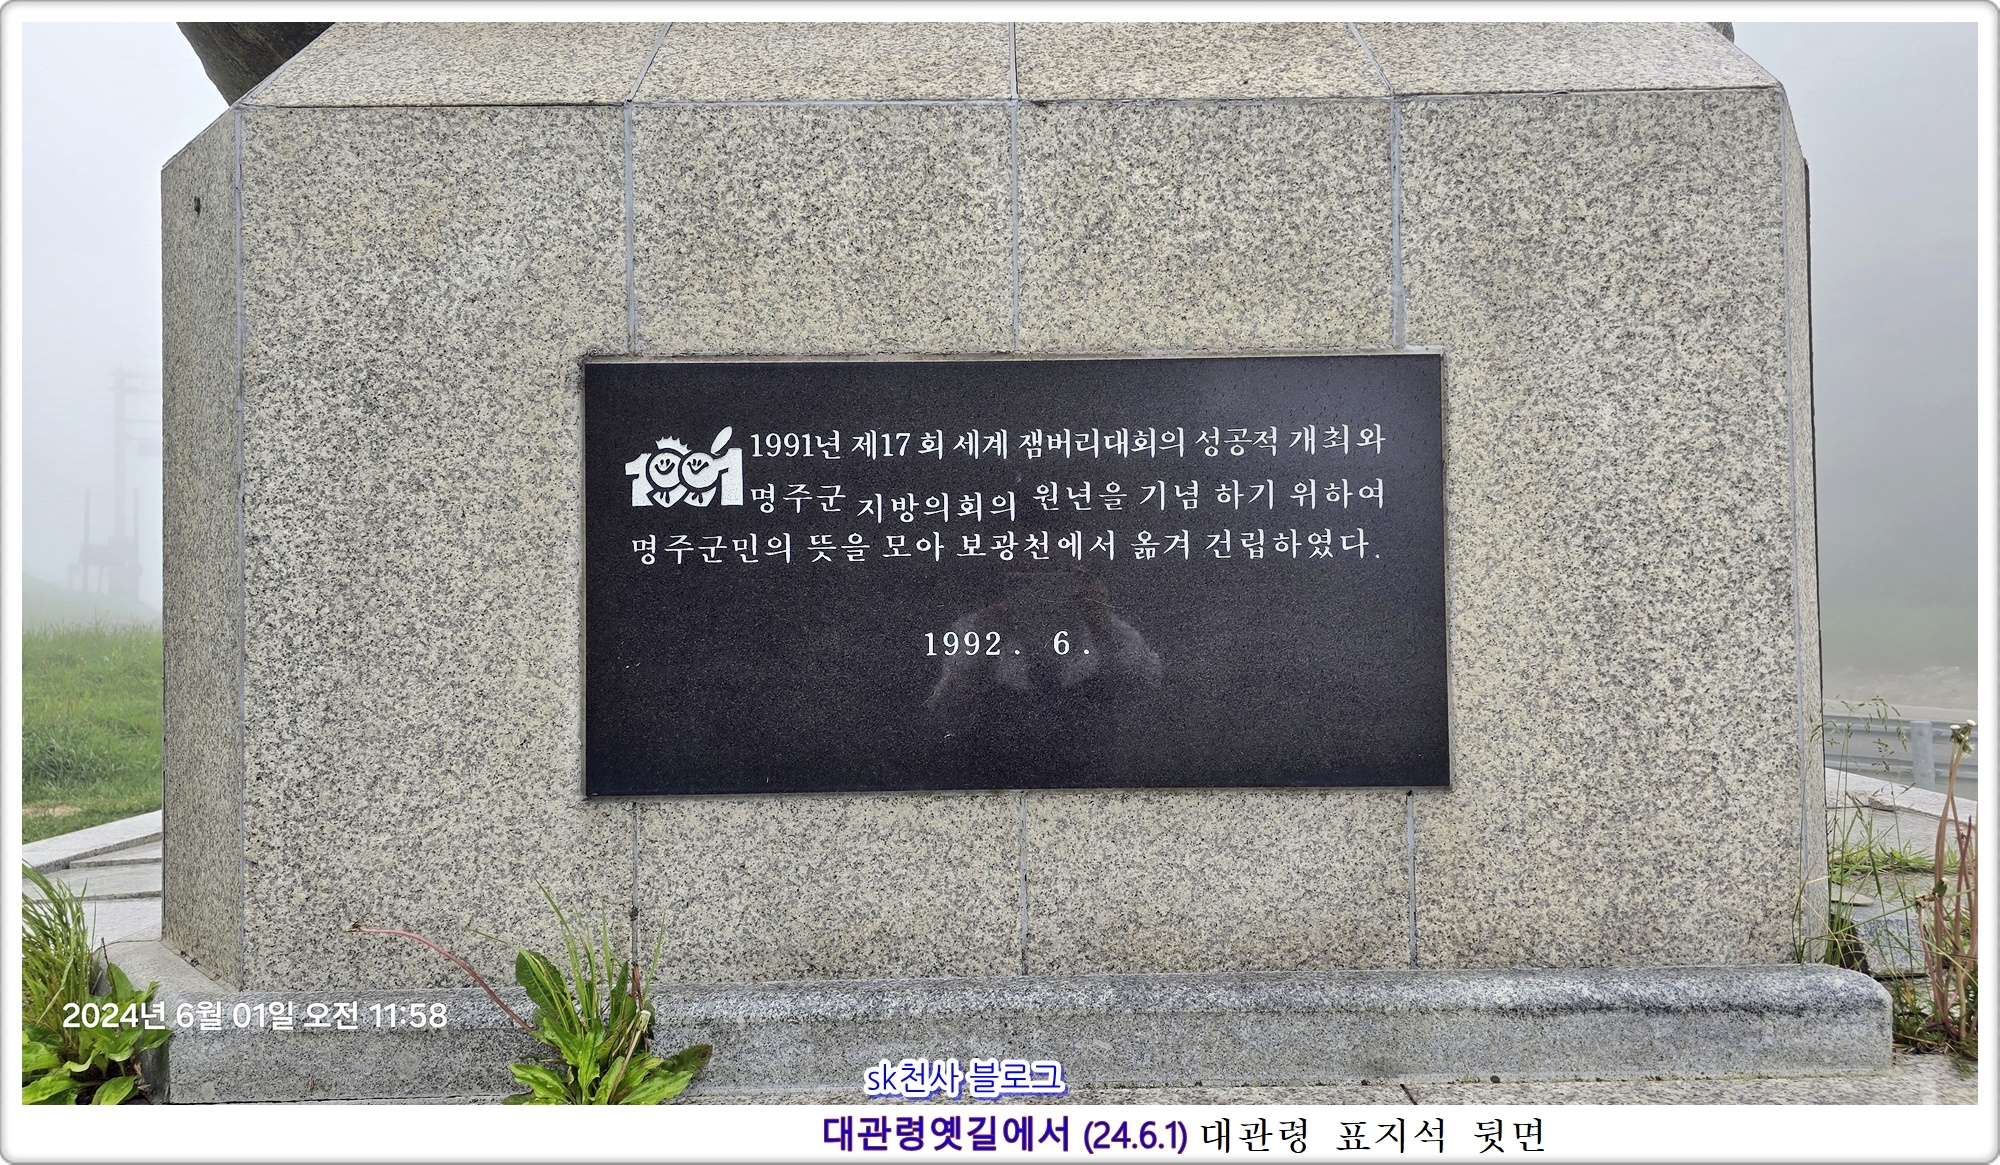 1991 1991년 제17회 세계 잼버리대회의 성공적 개최와
명주군 지방의회의 원년을 기념 하기 위하여
명주군민의 뜻을 모아 보광천에서 옮겨 건립하였다.
1992. 6.
2024년 6월 01일 오전 11:58
sk천사 블로그
대관령옛길에서 (24.6.1) 대관령 표지석 뒷면